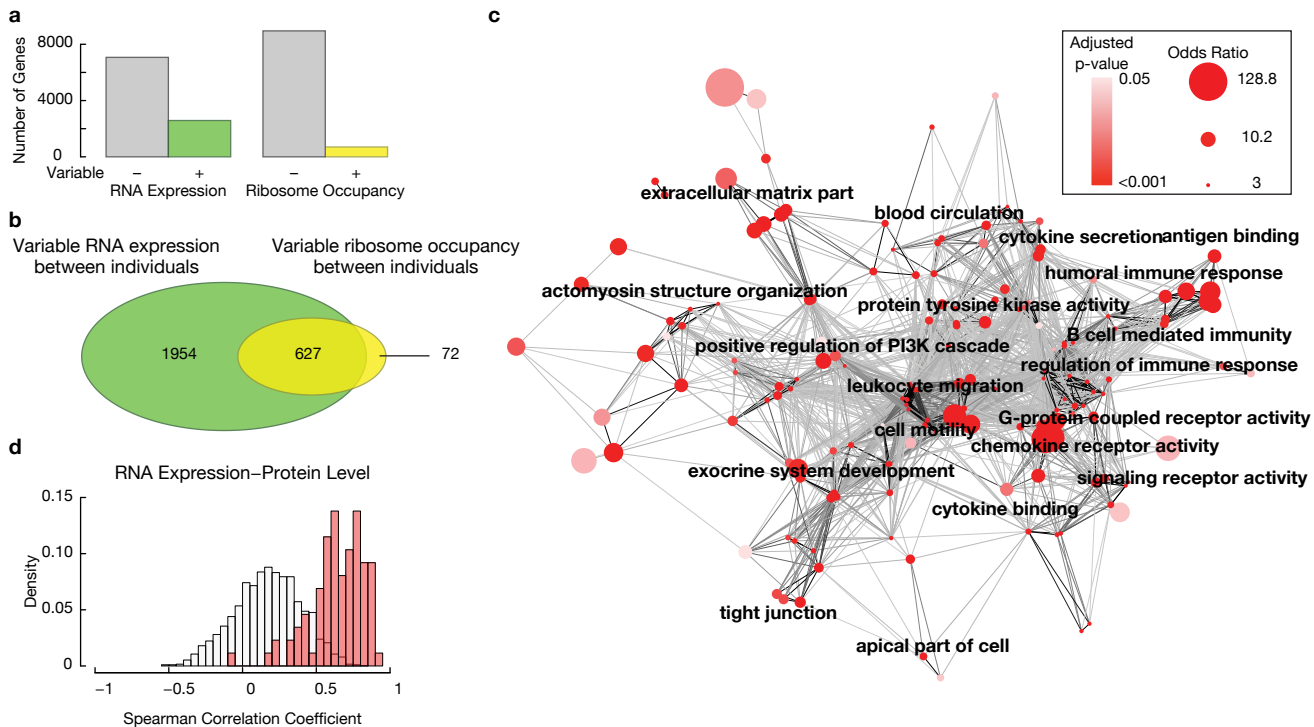 a
Number of Genes
8000
4000
0
Variable
−
+
−
+
RNA Expression
Ribosome Occupancy
b
Variable RNA expression
between individuals
Variable ribosome occupancy
between individuals
1954
627
72
d
RNA Expression−Protein Level
Density
0.15
0.10
0.05
0
−1
−0.5
0
0.5
1
Spearman Correlation Coefficient
c
Adjusted
p-value
0.05
<0.001
Odds Ratio
128.8
10.2
3
extracellular matrix part
blood circulation
cytokine secretion
antigen binding
humoral immune response
actomyosin structure organization
protein tyrosine kinase activity
B cell mediated immunity
positive regulation of PI3K cascade
regulation of immune response
leukocyte migration
G-protein coupled receptor activity
cell motility
chemokine receptor activity
exocrine system development
signaling receptor activity
cytokine binding
tight junction
apical part of cell